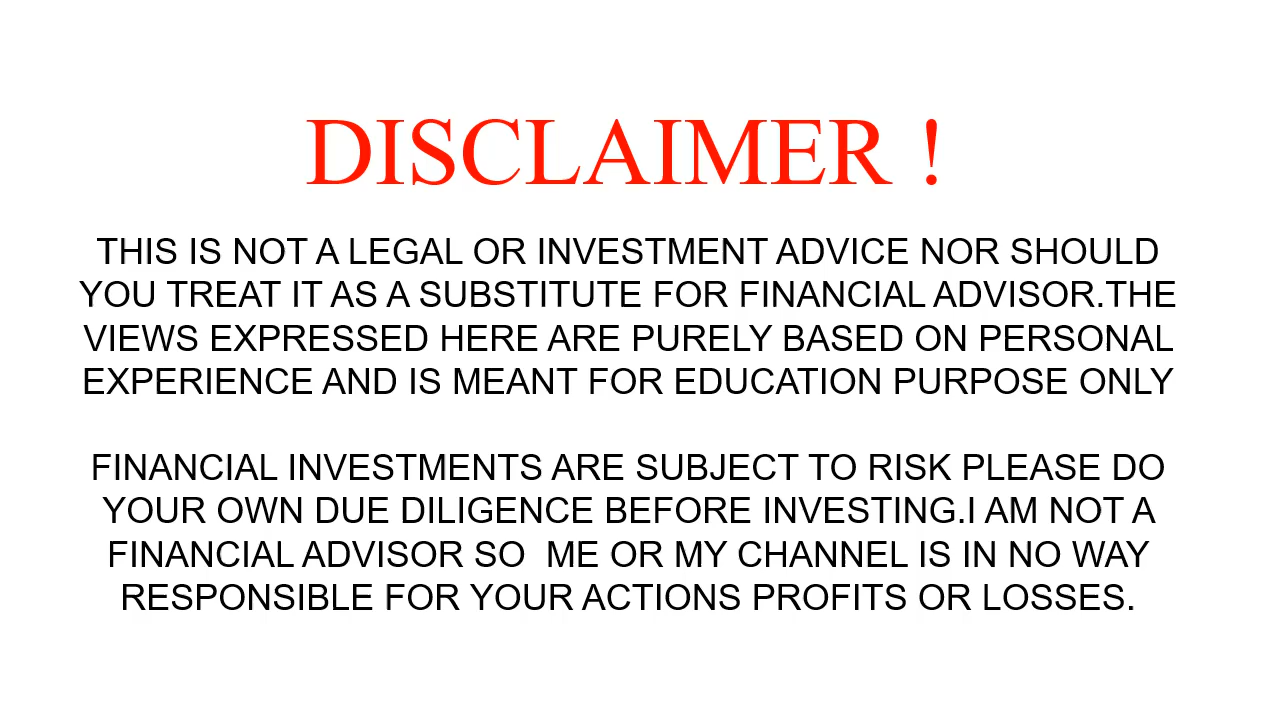 DISCLAIMER !
THIS IS NOT A LEGAL OR INVESTMENT ADVICE NOR SHOULD
YOU TREAT IT AS A SUBSTITUTE FOR FINANCIAL ADVISOR.THE
VIEWS EXPRESSED HERE ARE PURELY BASED ON PERSONAL
EXPERIENCE AND IS MEANT FOR EDUCATION PURPOSE ONLY
FINANCIAL INVESTMENTS ARE SUBJECT TO RISK PLEASE DO
YOUR OWN DUE DILIGENCE BEFORE INVESTING.I AM NOT A
FINANCIAL ADVISOR SO  ME OR MY CHANNEL IS IN NO WAY
RESPONSIBLE FOR YOUR ACTIONS PROFITS OR LOSSES.